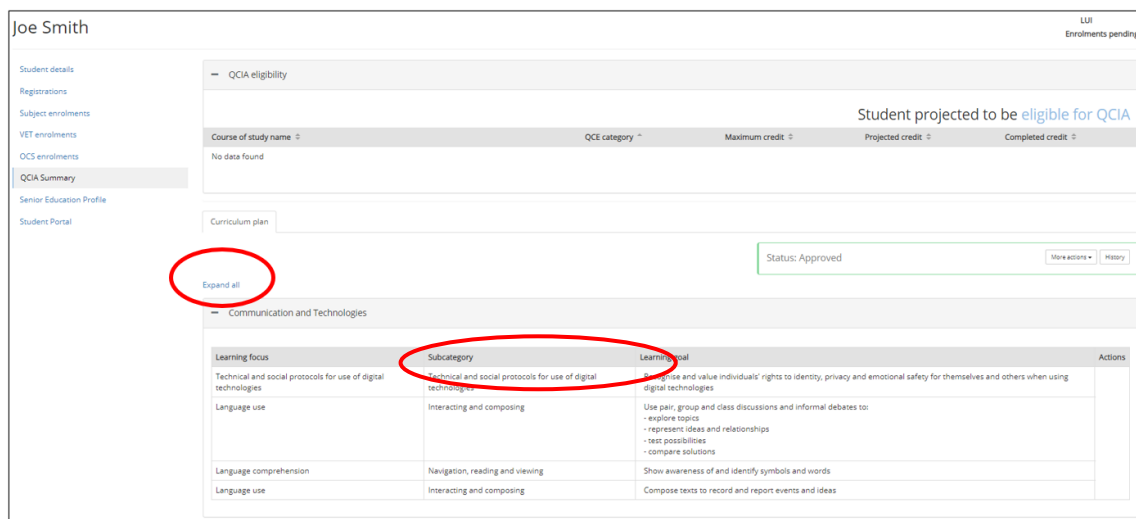 Joe Smith
LUI
Enrolments pending
Student details
Registrations
Subject enrolments
VET enrolments
OCS enrolments
QCIA Summary
Senior Education Profile
Student Portal
QCIA eligibility
Student projected to be eligible for QCIA
Course of study name QCE category Maximum credit Projected credit Completed credit
No data found
Curriculum plan
Status: Approved More actions History
Expand all
Communication and Technologies
Learning focus Subcategory Learning goal Actions
Technical and social protocols for use of digital
technologies
Technical and social protocols for use of digital
technologies
Recognise and value individuals' rights to identity, privacy and emotional safety for themselves and others when using
digital technologies
Language use
Interacting and composing
Use pair, group and class discussions and informal debates to:
- explore topics
- represent ideas and relationships
- test possibilities
- compare solutions
Language comprehension Navigation, reading and viewing Show awareness of and identify symbols and words
Language use Interacting and composing Compose texts to record and report events and ideas